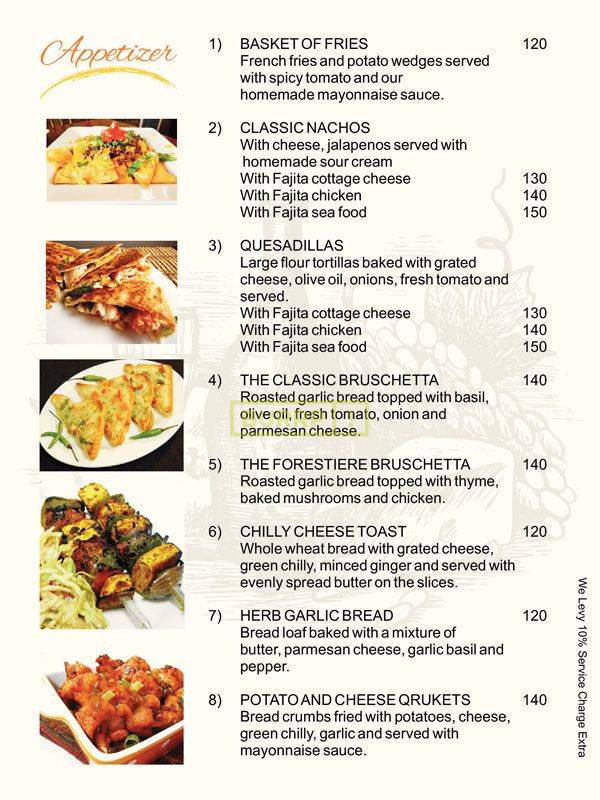 Appetizer
1) BASKET OF FRIES 120
French fries and potato wedges served
with spicy tomato and our
homemade mayonnaise sauce.
2) CLASSIC NACHOS
With cheese, jalapenos served with
homemade sour cream
With Fajita cottage cheese 130
With Fajita chicken 140
With Fajita sea food 150
3) QUESADILLAS
Large flour tortillas baked with grated
cheese, olive oil, onions, fresh tomato and
served.
With Fajita cottage cheese 130
With Fajita chicken 140
With Fajita sea food 150
4) THE CLASSIC BRUSCHETTA 140
Roasted garlic bread topped with basil,
olive oil, fresh tomato, onion and
parmesan cheese.
5) THE FORESTIERE BRUSCHETTA 140
Roasted garlic bread topped with thyme,
baked mushrooms and chicken.
6) CHILLY CHEESE TOAST 120
Whole wheat bread with grated cheese,
green chilly, minced ginger and served with
evenly spread butter on the slices.
7) HERB GARLIC BREAD 120
Bread loaf baked with a mixture of
butter, parmesan cheese, garlic basil and
pepper.
8) POTATO AND CHEESE QRUKETS 140
Bread crumbs fried with potatoes, cheese,
green chilly, garlic and served with
mayonnaise sauce.
We Levy 10% Service Charge Extra